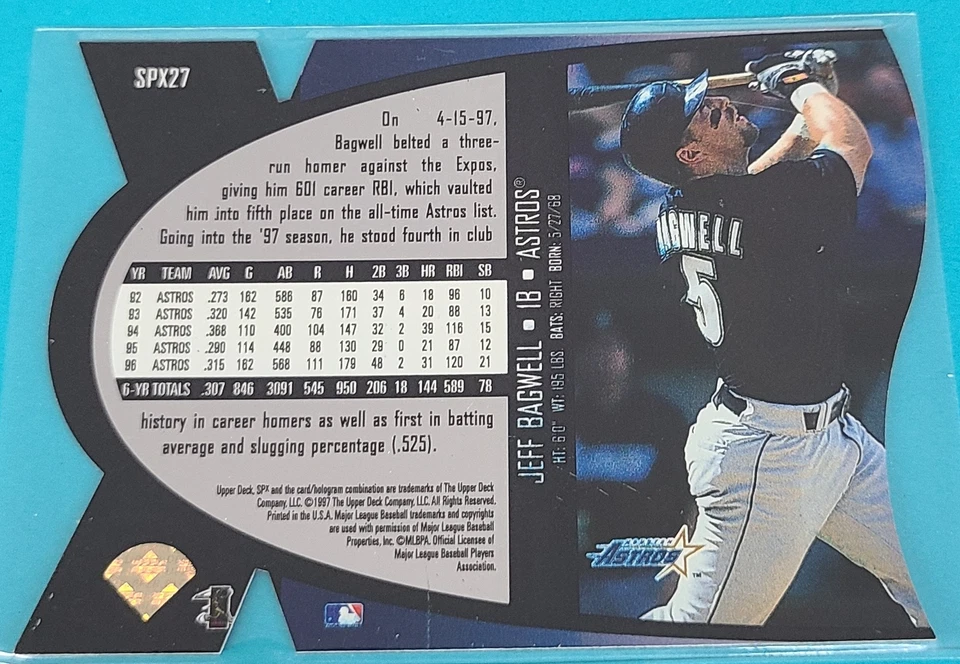 SPX27
On 4-15-97,
Bagwell belted a three-
run homer against the Expos,
giving him 601 career RBI, which vaulted
him into fifth place on the all-time Astros list.
Going into the '97 season, he stood fourth in club
YR TEAM AVG G AB R H 2B 3B HR RBI SB
92 ASTROS .273 162 586 87 160 34 6 18 96 10
93 ASTROS .320 142 535 76 171 37 4 20 88 13
94 ASTROS .368 110 400 104 147 32 2 39 116 15
95 ASTROS .290 114 448 88 130 29 0 21 87 12
96 ASTROS .315 162 568 111 179 48 2 31 120 21
6-YR TOTALS .307 846 3091 545 950 206 18 144 589 78
history in career homers as well as first in batting
average and slugging percentage (.525).
Upper Deck, SPX and the card/hologram combination are trademarks of The Upper Deck
Company, LLC. ©1997 The Upper Deck Company, LLC. All Rights Reserved.
Printed in the U.S.A. Major League Baseball trademarks and copyrights
are used with permission of Major League Baseball
Properties, Inc. ©MLBPA. Official Licensee of
Major League Baseball Players
Association.
JEFF BAGWELL • 1B • ASTROS®
HT: 6'0" WT: 195 LBS. BATS: RIGHT BORN: 5/27/68
GWELL
5
HOUSTON
ASTROS
TM